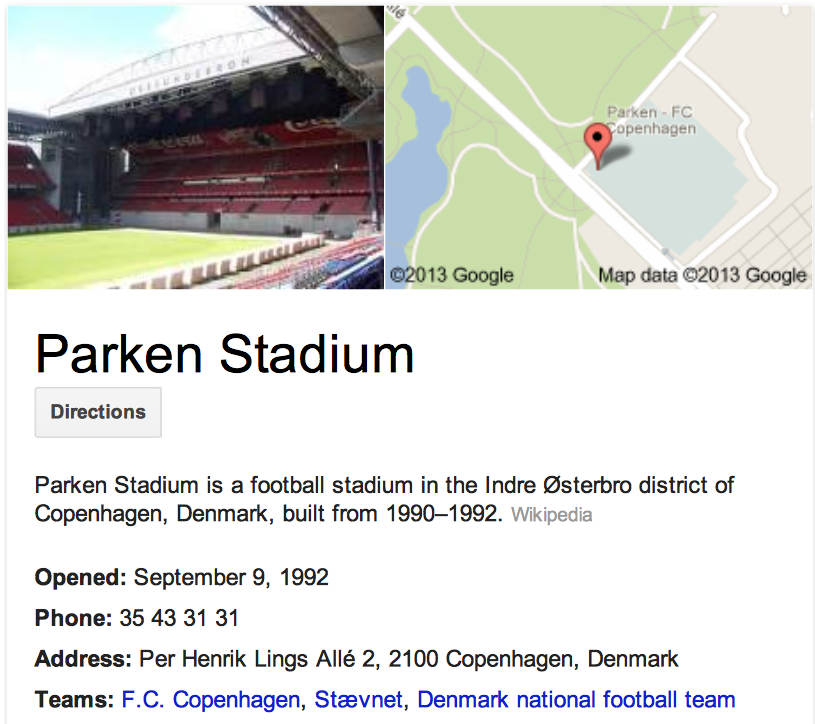 ØRESUNDSBRON
Parken - FC
Copenhagen
©2013 Google
Map data ©2013 Google
Parken Stadium
Directions
Parken Stadium is a football stadium in the Indre Østerbro district of
Copenhagen, Denmark, built from 1990–1992. Wikipedia
Opened: September 9, 1992
Phone: 35 43 31 31
Address: Per Henrik Lings Allé 2, 2100 Copenhagen, Denmark
Teams: F.C. Copenhagen, Stævnet, Denmark national football team